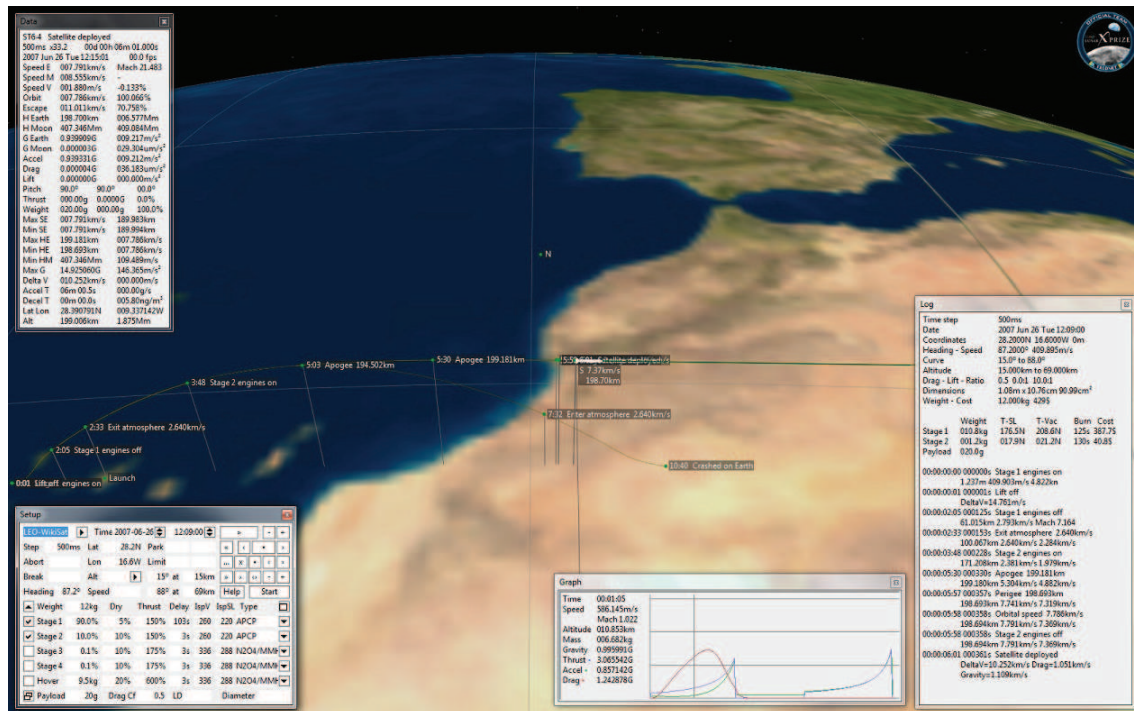 Data
ST6:4 Satellite deployed
500ms x33.2 00d 00h 06m 01.000s
2007 Jun 26 Tue 12:15:01 00.0 fps
Speed E 007.791km/s Mach 21.483
Speed M 008.555km/s -
Speed V 001.880m/s -0.133%
Orbit 007.786km/s 100.066%
Escape 011.011km/s 70.758%
H Earth 198.700km 006.577Mm
H Moon 407.346Mm 409.084Mm
G Earth 0.939909G 009.217m/s²
G Moon 0.000003G 029.304um/s²
Accel 0.939331G 009.212m/s²
Drag 0.000004G 036.183um/s²
Lift 0.000000G 000.000m/s²
Pitch 90.0° 90.0° 00.0°
Thrust 000.00g 0.0000G 0.0%
Weight 020.00g 000.00g 100.0%
Max SE 007.791km/s 189.983km
Min SE 007.791km/s 189.994km
Max HE 199.181km 007.786km/s
Min HE 198.693km 007.786km/s
Min HM 407.346Mm 109.489m/s
Max G 14.925060G 146.365m/s²
Delta V 010.252km/s 000.000m/s
Accel T 06m 00.5s 000.00g/s
Decel T 00m 00.0s 005.80ng/m³
Lat Lon 28.390791N 009.337142W
Alt 199.006km 1.875Mm
OFFICIAL TEAM
X PRIZE
N
5:03 Apogee 194.502km
5:30 Apogee 199.181km
Satellite deployed
S 7.37km/s
198.70km
3:48 Stage 2 engines on
7:32 Enter atmosphere 2.640km/s
2:33 Exit atmosphere 2.640km/s
2:05 Stage 1 engines off
10:40 Crashed on Earth
Launch
0:01 Lift off
engines on
Log
Time step 500ms
Date 2007 Jun 26 Tue 12:09:00
Coordinates 28.2000N 16.6000W 0m
Heading - Speed 87.2000° 409.895m/s
Curve 15.0° to 88.0°
Altitude 15.000km to 69.000km
Drag - Lift - Ratio 0.5 0.0:1 10.0:1
Dimensions 1.08m x 10.76cm 90.99cm²
Weight - Cost 12.000kg 429$
Weight T-SL T-Vac Burn Cost
Stage 1 010.8kg 176.5N 208.6N 125s 387.7$
Stage 2 001.2kg 017.9N 021.2N 130s 40.8$
Payload 020.0g
00:00:00:00 000000s Stage 1 engines on
1.237m 409.903m/s 4.822kn
00:00:00:01 000001s Lift off
DeltaV=14.761m/s
00:00:02:05 000125s Stage 1 engines off
61.015km 2.793km/s Mach 7.164
00:00:02:33 000153s Exit atmosphere 2.640km/s
100.067km 2.640km/s 2.284km/s
00:00:03:48 000228s Stage 2 engines on
171.208km 2.381km/s 1.979km/s
00:00:05:30 000330s Apogee 199.181km
199.180km 5.304km/s 4.882km/s
00:00:05:57 000357s Perigee 198.693km
198.693km 7.741km/s 7.319km/s
00:00:05:58 000358s Orbital speed 7.786km/s
198.694km 7.791km/s 7.369km/s
00:00:05:58 000358s Stage 2 engines off
198.694km 7.791km/s 7.369km/s
00:00:06:01 000361s Satellite deployed
DeltaV=10.252km/s Drag=1.051km/s
Gravity=1.109km/s
Setup
LEO-WikiSat Time 2007-06-26 12:09:00
Step 500ms Lat 28.2N Park
Abort Lon 16.6W Limit
Break Alt 15° at 15km
Heading 87.2° Speed 88° at 69km Help Start
Weight 12kg Dry Thrust Delay IspV IspSL Type
Stage 1 90.0% 5% 150% 103s 260 220 APCP
Stage 2 10.0% 10% 150% 3s 260 220 APCP
Stage 3 0.1% 10% 175% 3s 336 288 N2O4/MMH
Stage 4 0.1% 10% 175% 3s 336 288 N2O4/MMH
Hover 9.5kg 20% 600% 3s 336 288 N2O4/MMH
Payload 20g Drag Cf 0.5 LD Diameter
Graph
Time 00:01:05
Speed 586.145m/s
Mach 1.022
Altitude 010.853km
Mass 006.682kg
Gravity 0.995991G
Thrust - 3.065542G
Accel - 0.857142G
Drag - 1.242878G